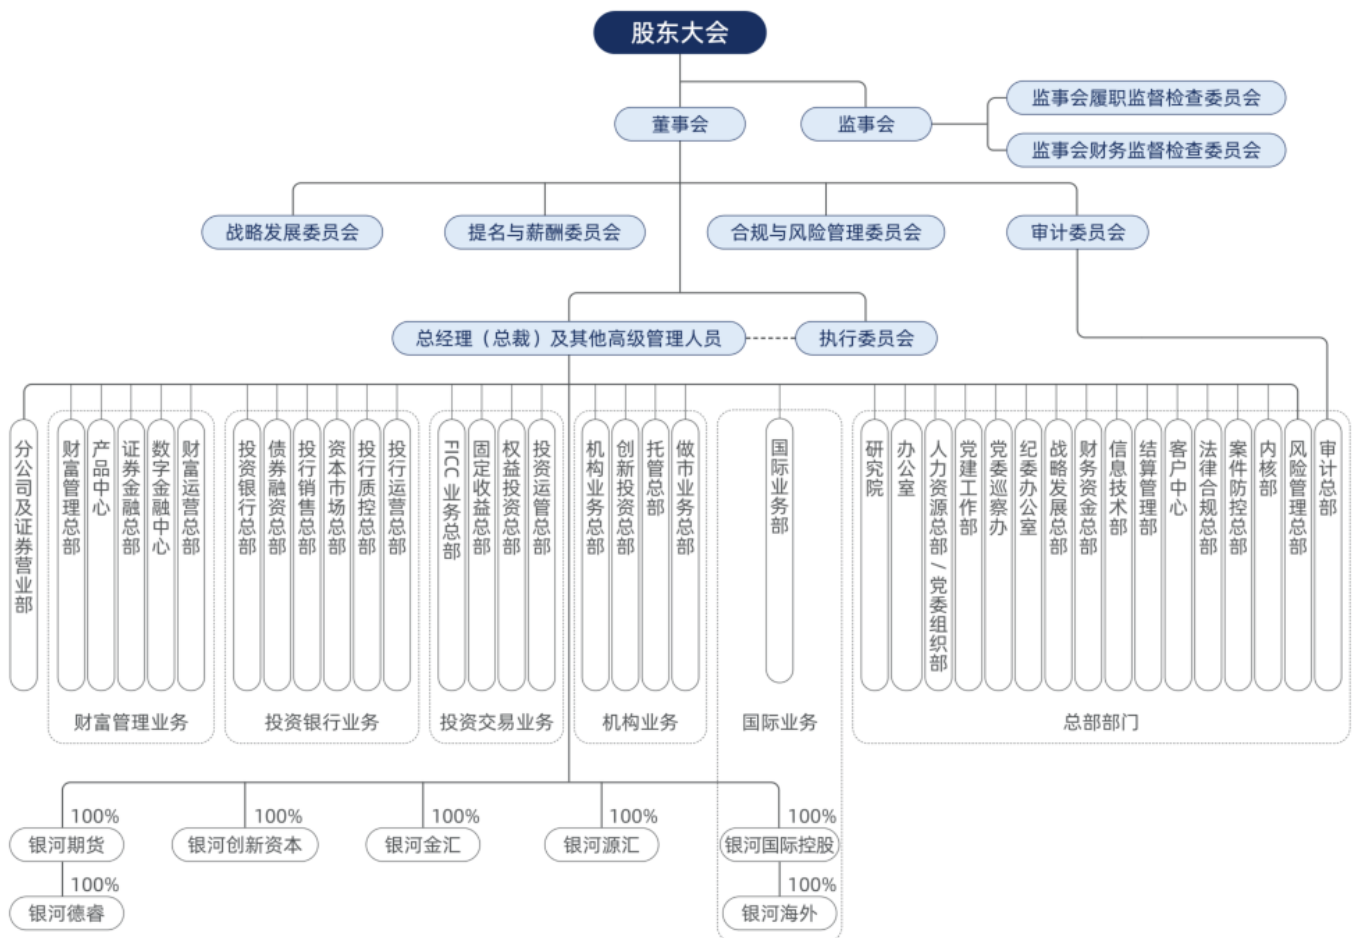 股东大会
董事会
监事会
监事会履职监督检查委员会
监事会财务监督检查委员会
战略发展委员会
提名与薪酬委员会
合规与风险管理委员会
审计委员会
总经理（总裁）及其他高级管理人员
执行委员会
分公司及证券营业部
财富管理总部
产品中心
证券金融总部
数字金融中心
财富运营总部
财富管理业务
投资银行总部
债券融资总部
投行销售总部
资本市场总部
投行质控总部
投行运营总部
投资银行业务
FICC 业务总部
固定收益总部
权益投资总部
投资运管总部
投资交易业务
机构业务总部
创新投资总部
托管总部
做市业务总部
机构业务
国际业务部
国际业务
研究院
办公室
人力资源总部 / 党委组织部
党建工作部
党委巡察办
纪委办公室
战略发展总部
财务资金总部
信息技术部
结算管理部
客户中心
法律合规总部
案件防控总部
内核部
风险管理总部
审计总部
总部部门
100%
银河期货
100%
银河创新资本
100%
银河金汇
100%
银河源汇
100%
银河国际控股
100%
银河德睿
100%
银河海外